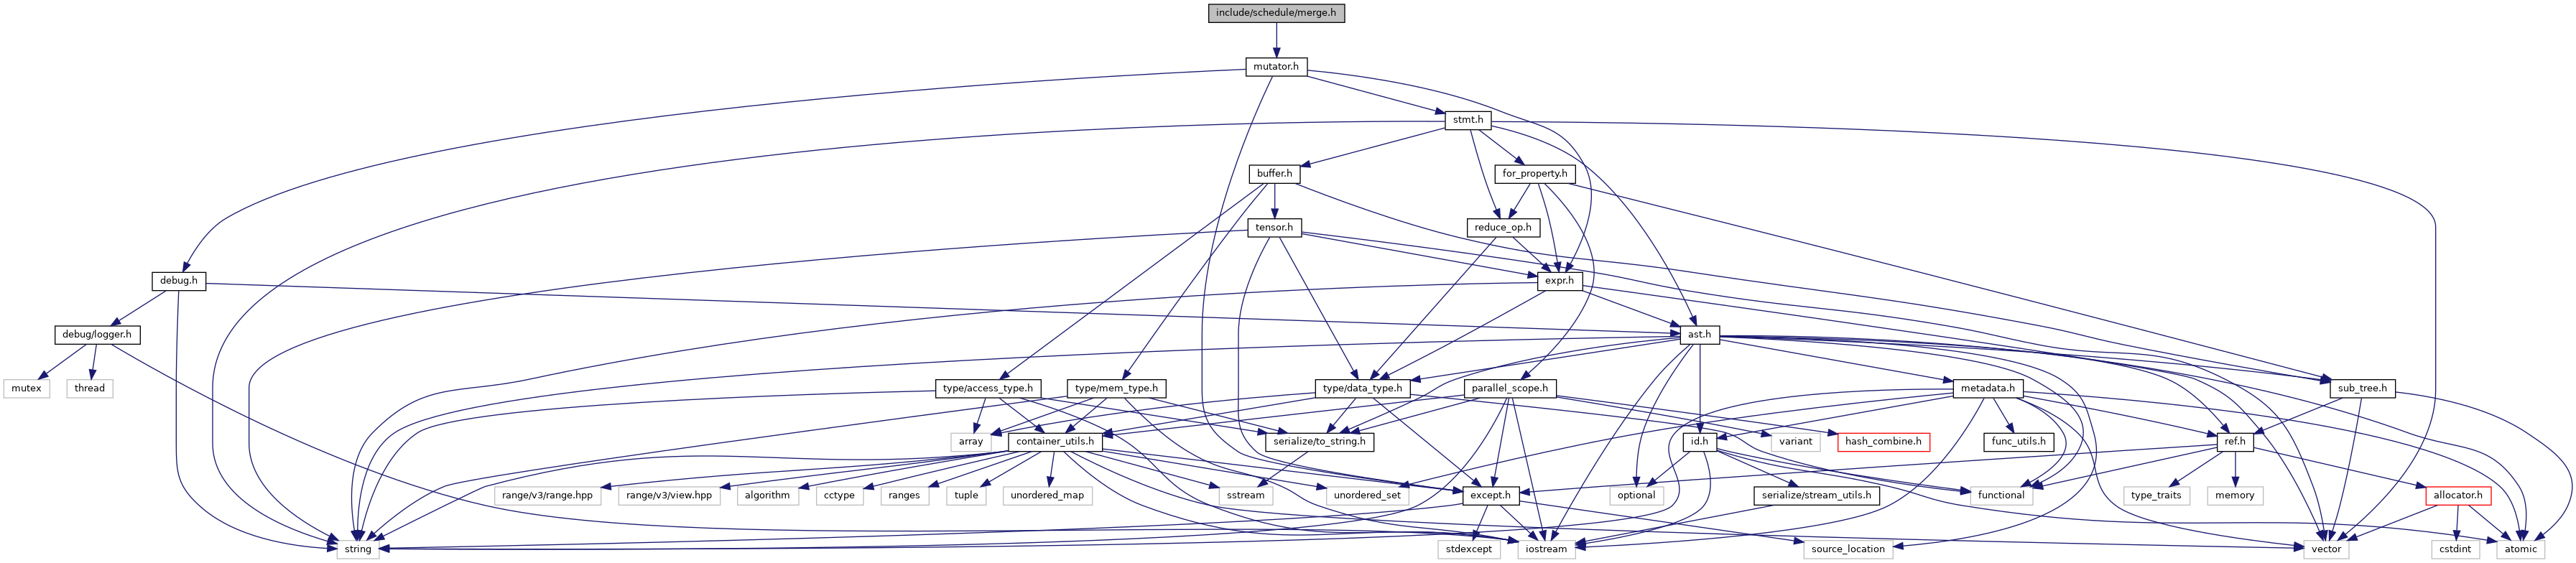 include/schedule/merge.h
mutator.h
stmt.h
buffer.h
for_property.h
tensor.h
reduce_op.h
debug.h
expr.h
debug/logger.h
ast.h
mutex
thread
type/access_type.h
type/mem_type.h
type/data_type.h
parallel_scope.h
metadata.h
sub_tree.h
array
container_utils.h
serialize/to_string.h
variant
hash_combine.h
id.h
func_utils.h
ref.h
range/v3/range.hpp
range/v3/view.hpp
algorithm
cctype
ranges
tuple
unordered_map
sstream
unordered_set
except.h
optional
serialize/stream_utils.h
functional
type_traits
memory
allocator.h
string
stdexcept
iostream
source_location
vector
cstdint
atomic